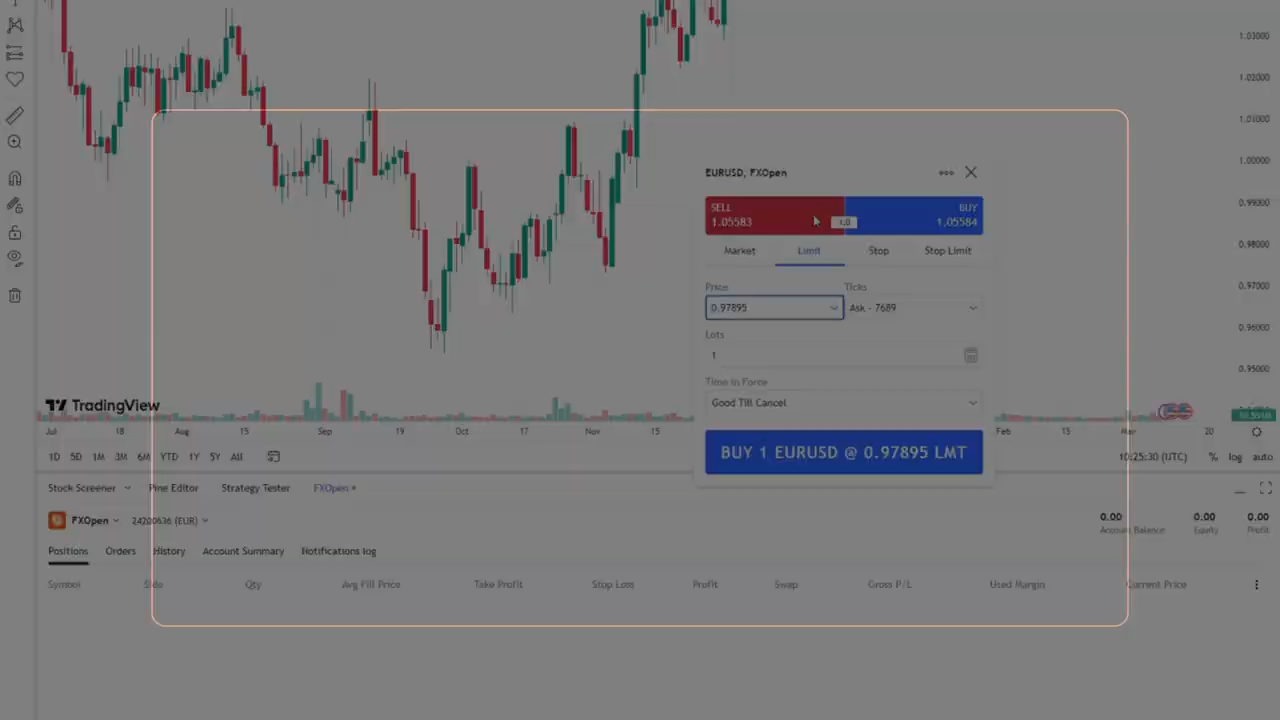 1.03000
1.02000
1.01000
1.00000
0.99000
0.98000
0.97000
0.96000
0.95000
EURUSD, FXOpen
SELL
1.05583
1.0
BUY
1.05584
Market Limit Stop Stop Limit
Price Ticks
0.97895 Ask - 7689
Lots
1
Time in Force
Good Till Cancel
BUY 1 EURUSD @ 0.97895 LMT
TradingView
Jul 18 Aug 15 Sep 19 Oct 17 Nov 15 Feb 15 Mar 20
1D 5D 1M 3M 6M YTD 1Y 5Y All 10:25:30 (UTC) % log auto
Stock Screener Pine Editor Strategy Tester FXOpen
FXOpen 24200636 (EUR)
0.00 0.00 0.00
Account Balance Equity Profit
Positions Orders History Account Summary Notifications log
Symbol Side Qty Avg Fill Price Take Profit Stop Loss Profit Swap Gross P/L Used Margin Current Price